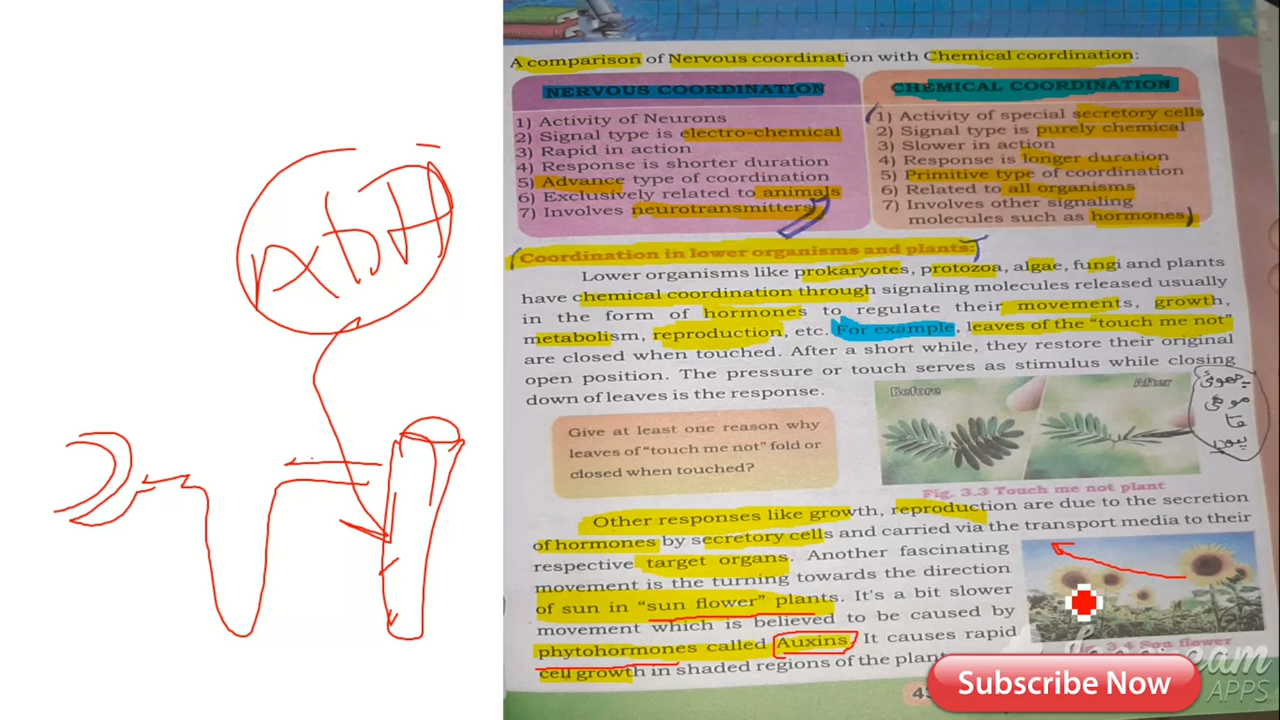 ADH
A comparison of Nervous coordination with Chemical coordination:
NERVOUS COORDINATION
1) Activity of Neurons
2) Signal type is electro-chemical
3) Rapid in action
4) Response is shorter duration
5) Advance type of coordination
6) Exclusively related to animals
7) Involves neurotransmitters
CHEMICAL COORDINATION
1) Activity of special secretory cells
2) Signal type is purely chemical
3) Slower in action
4) Response is longer duration
5) Primitive type of coordination
6) Related to all organisms
7) Involves other signaling
molecules such as hormones
Coordination in lower organisms and plants:
Lower organisms like prokaryotes, protozoa, algae, fungi and plants
have chemical coordination through signaling molecules released usually
in the form of hormones to regulate their movements, growth,
metabolism, reproduction, etc. For example, leaves of the “touch me not”
are closed when touched. After a short while, they restore their original
open position. The pressure or touch serves as stimulus while closing
down of leaves is the response.
Before
After
Give at least one reason why
leaves of “touch me not” fold or
closed when touched?
Fig. 3.3 Touch me not plant
Other responses like growth, reproduction are due to the secretion
of hormones by secretory cells and carried via the transport media to their
respective target organs. Another fascinating
movement is the turning towards the direction
of sun in “sun flower” plants. It's a bit slower
movement which is believed to be caused by
phytohormones called Auxins. It causes rapid
cell growth in shaded regions of the plant
3.4 Son flower
APPS
Subscribe Now